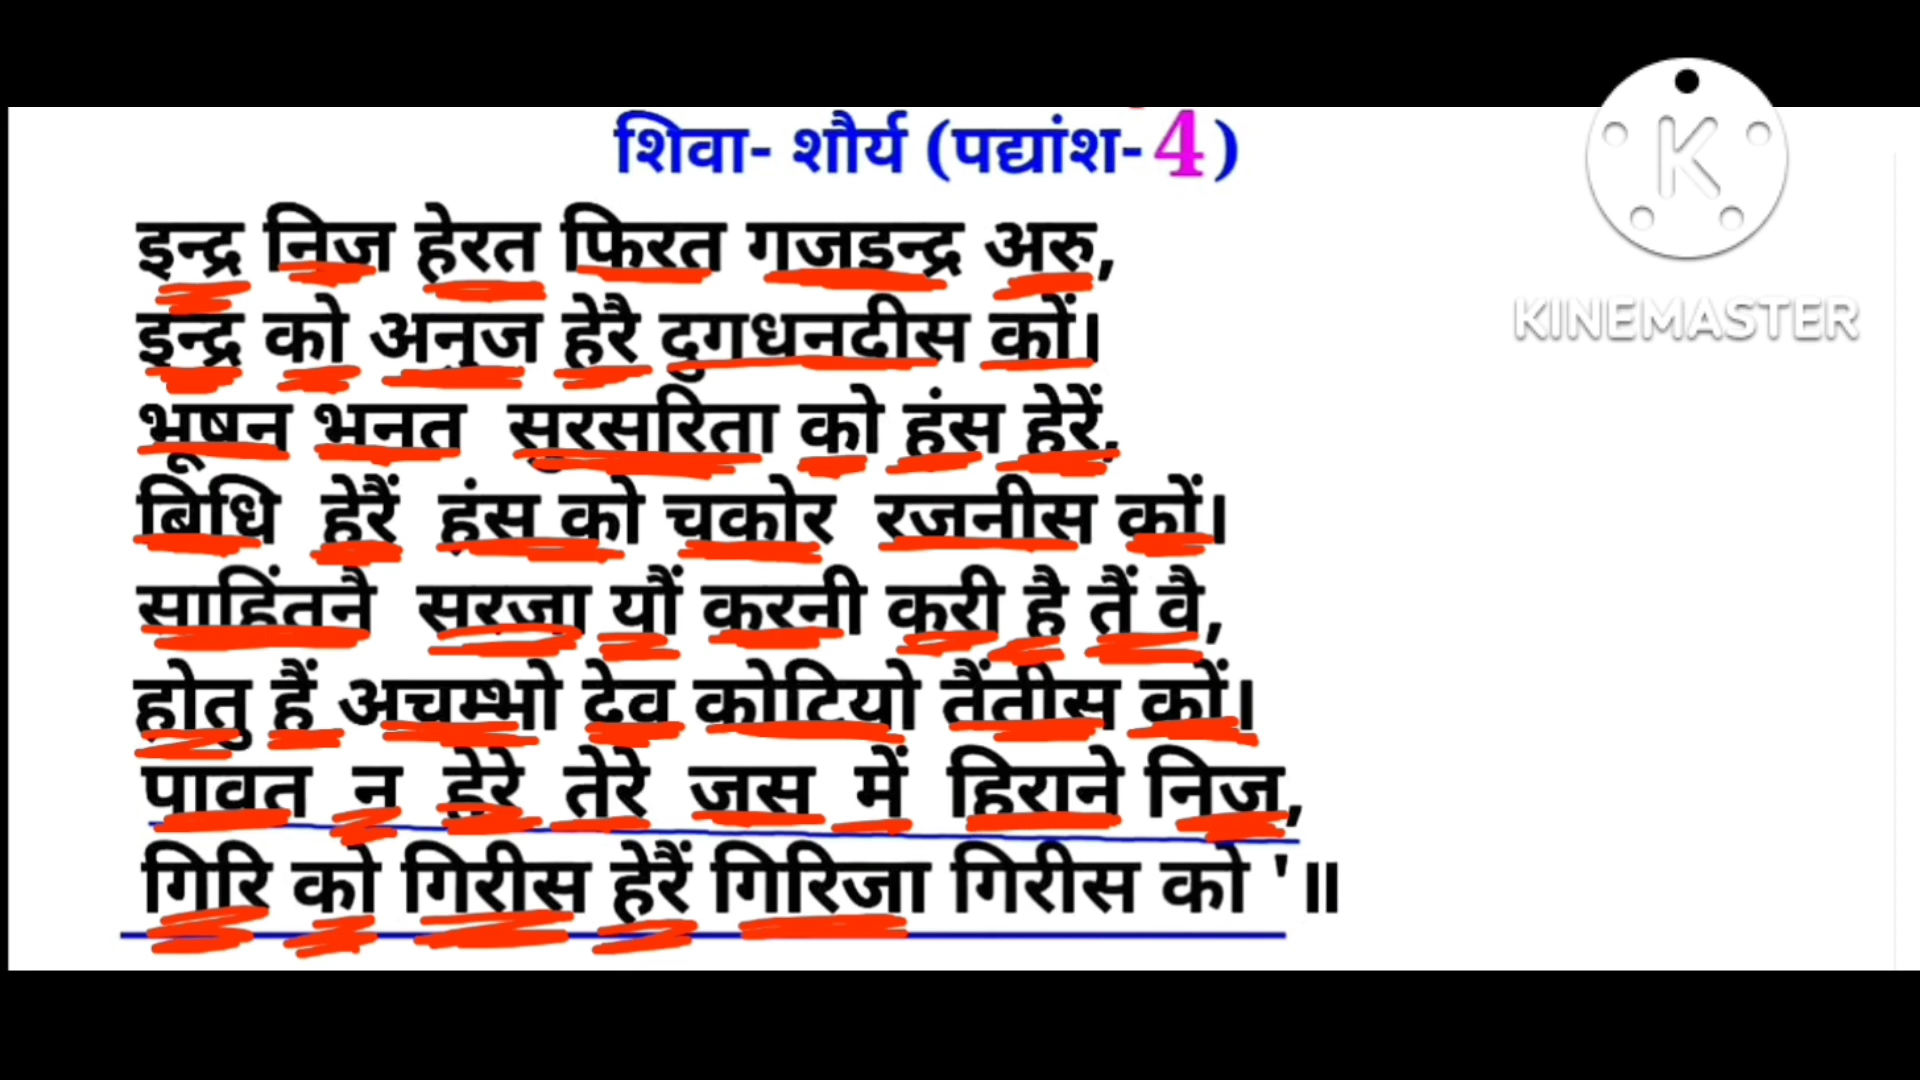 शिवा- शौर्य (पद्यांश-4)
इन्द्र निज हेरत फिरत गजइन्द्र अरु,
इन्द्र को अनुज हेरै दुगधनदीस कों।
भूषन भनत सुरसरिता को हंस हेरें,
बिधि हेरैं हंस को चकोर रजनीस कों।
साहिंतनै सरजा यौं करनी करी है तैं वै,
होतु हैं अचम्भो देव कोटियो तैंतीस कों।
पावत न हेरे तेरे जस में हिराने निज,
गिरि को गिरीस हेरैं गिरिजा गिरीस को '॥
K
KINEMASTER